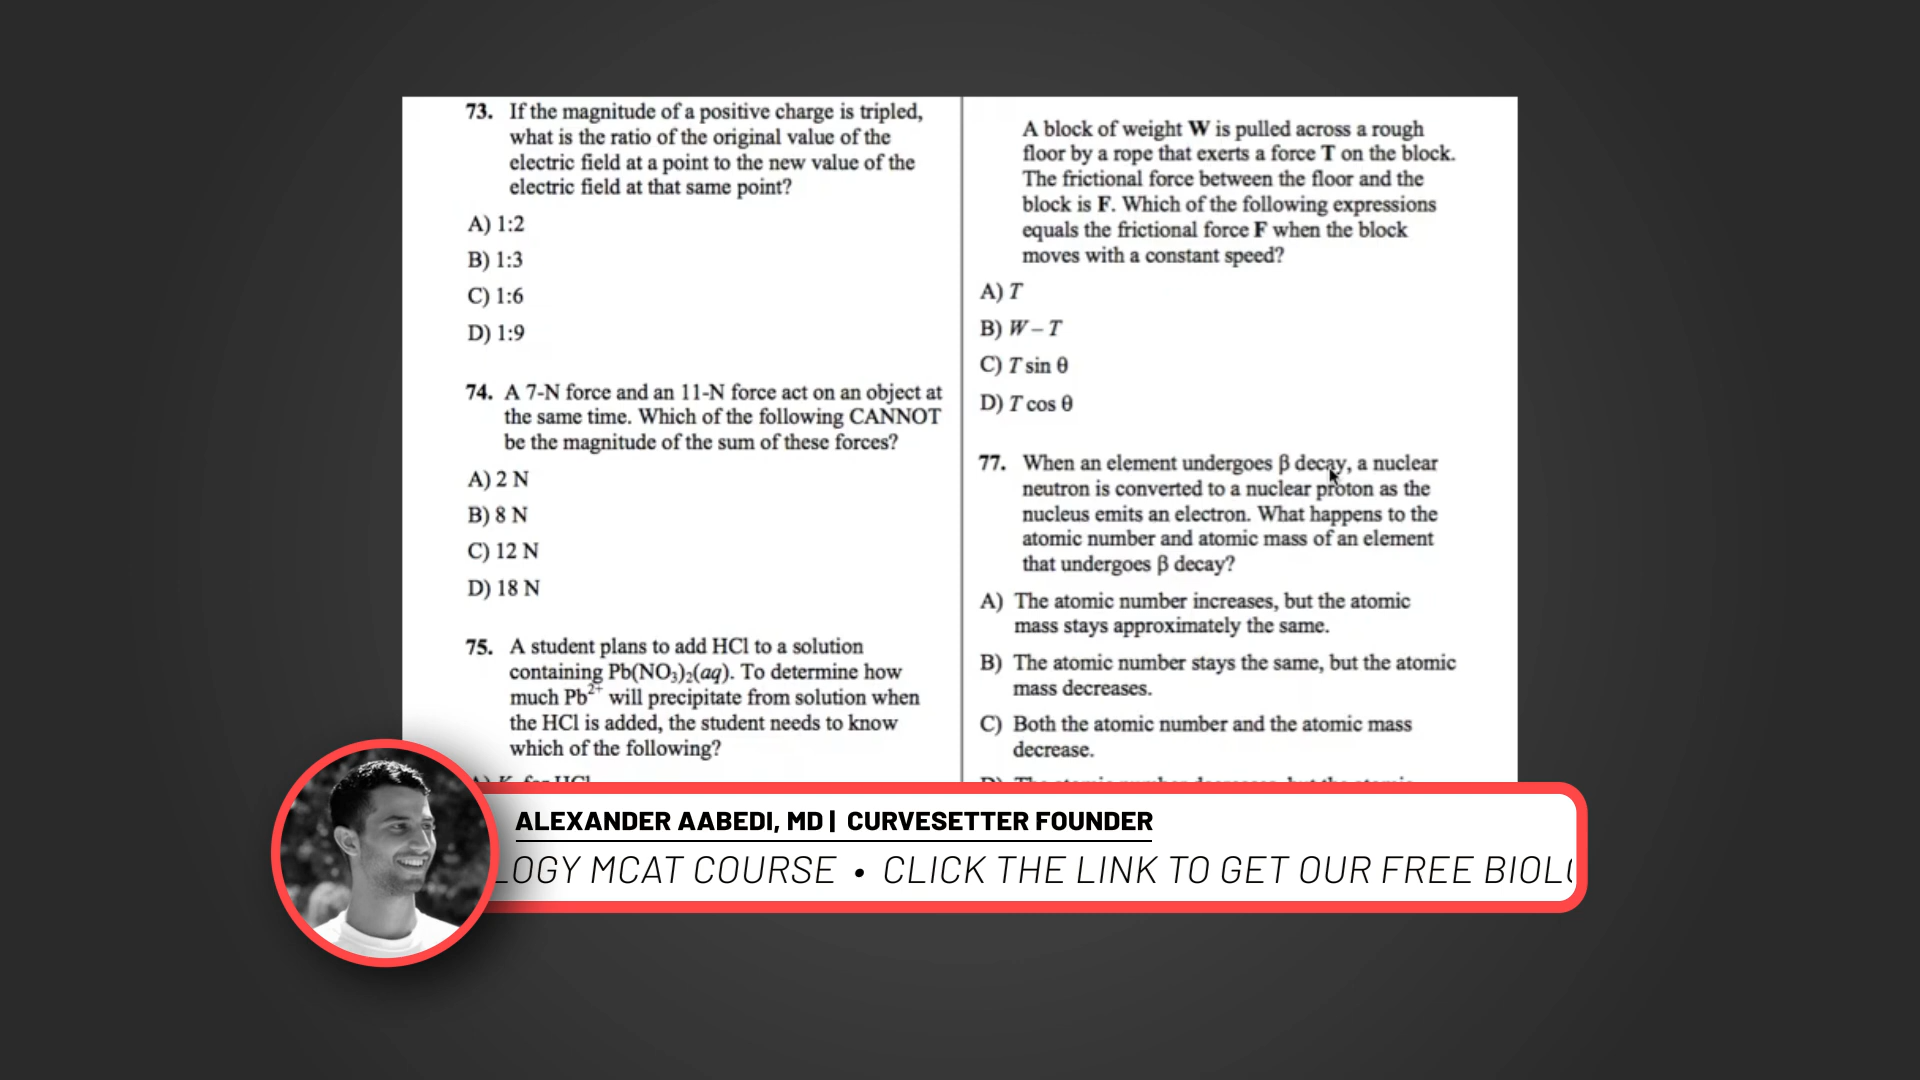 73. If the magnitude of a positive charge is tripled,
what is the ratio of the original value of the
electric field at a point to the new value of the
electric field at that same point?
A) 1:2
B) 1:3
C) 1:6
D) 1:9
74. A 7-N force and an 11-N force act on an object at
the same time. Which of the following CANNOT
be the magnitude of the sum of these forces?
A) 2 N
B) 8 N
C) 12 N
D) 18 N
75. A student plans to add HCl to a solution
containing Pb(NO₃)₂(aq). To determine how
much Pb²⁺ will precipitate from solution when
the HCl is added, the student needs to know
which of the following?
A block of weight W is pulled across a rough
floor by a rope that exerts a force T on the block.
The frictional force between the floor and the
block is F. Which of the following expressions
equals the frictional force F when the block
moves with a constant speed?
A) T
B) W – T
C) T sin θ
D) T cos θ
77. When an element undergoes β decay, a nuclear
neutron is converted to a nuclear proton as the
nucleus emits an electron. What happens to the
atomic number and atomic mass of an element
that undergoes β decay?
A) The atomic number increases, but the atomic
mass stays approximately the same.
B) The atomic number stays the same, but the atomic
mass decreases.
C) Both the atomic number and the atomic mass
decrease.
D) The atomic number decreases, but the atomic
ALEXANDER AABEDI, MD | CURVESETTER FOUNDER
LOGY MCAT COURSE • CLICK THE LINK TO GET OUR FREE BIOL